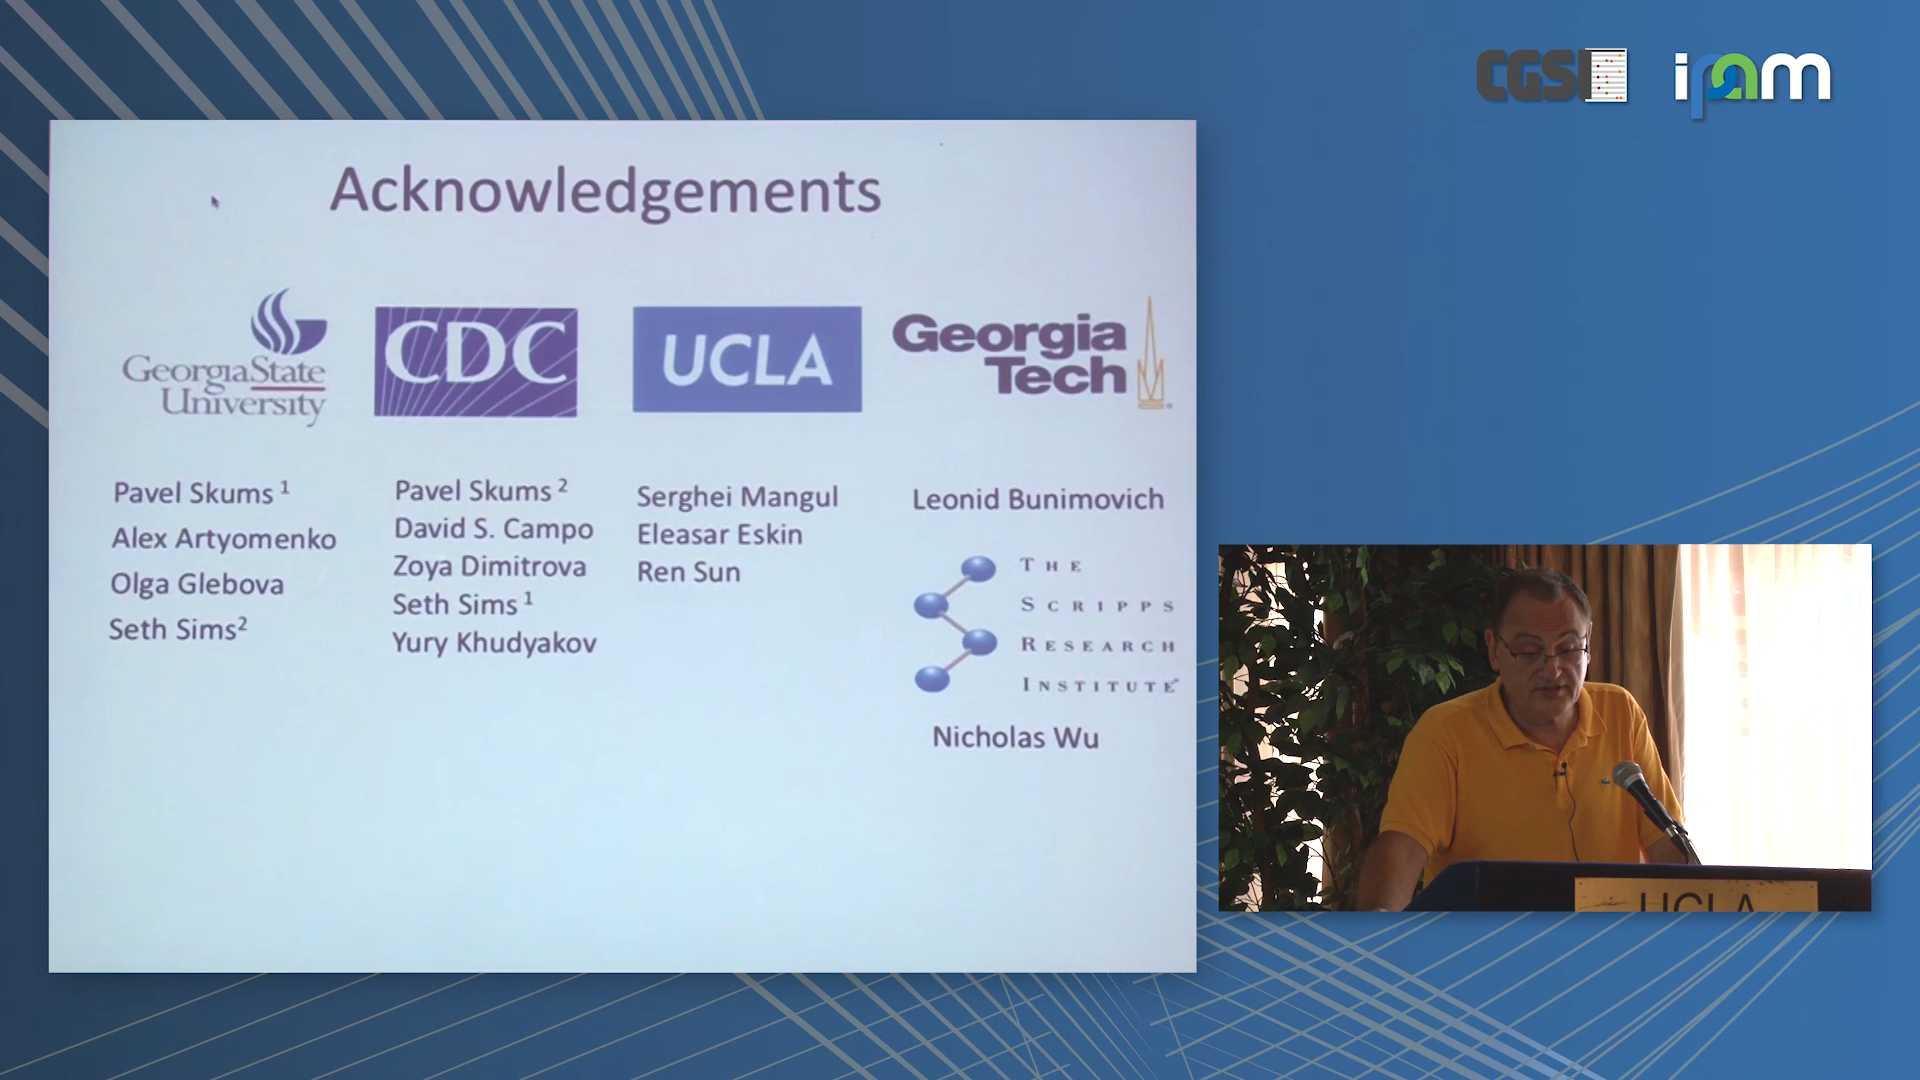 CGSI
ipam
Acknowledgements
GeorgiaState
University
CDC
UCLA
Georgia
Tech
Pavel Skums 1
Alex Artyomenko
Olga Glebova
Seth Sims2
Pavel Skums 2
David S. Campo
Zoya Dimitrova
Seth Sims 1
Yury Khudyakov
Serghei Mangul
Eleasar Eskin
Ren Sun
Leonid Bunimovich
THE
SCRIPPS
RESEARCH
INSTITUTE
Nicholas Wu
UCLA